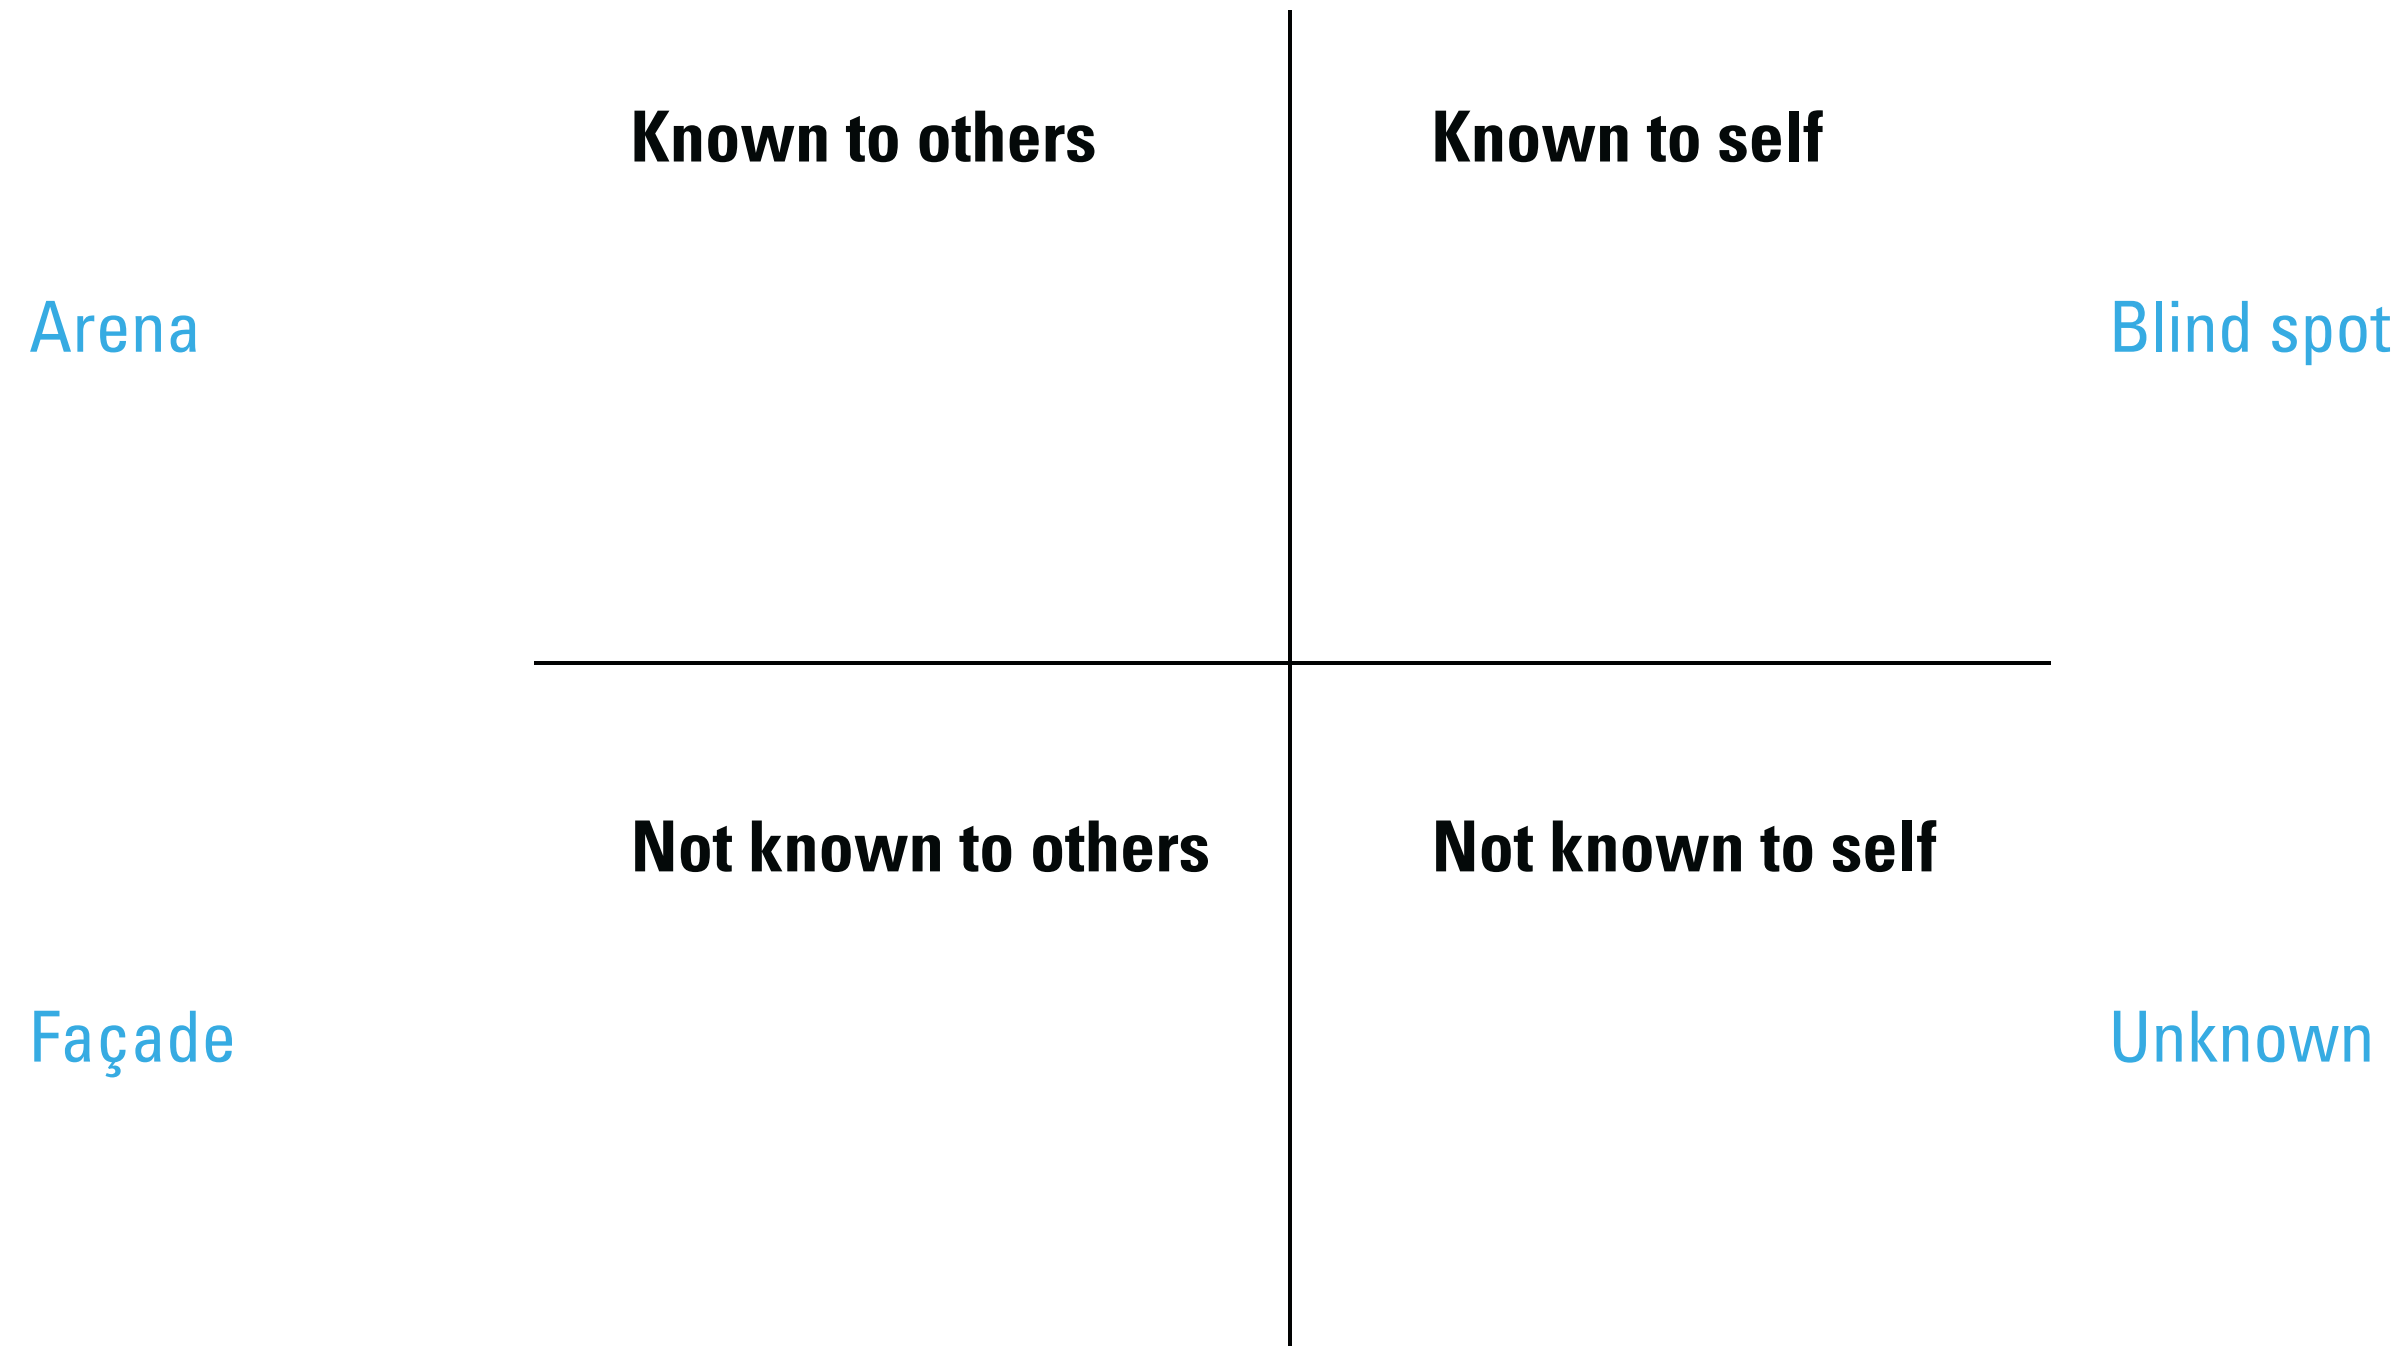 Known to others
Known to self
Arena
Blind spot
Not known to others
Not known to self
Façade
Unknown